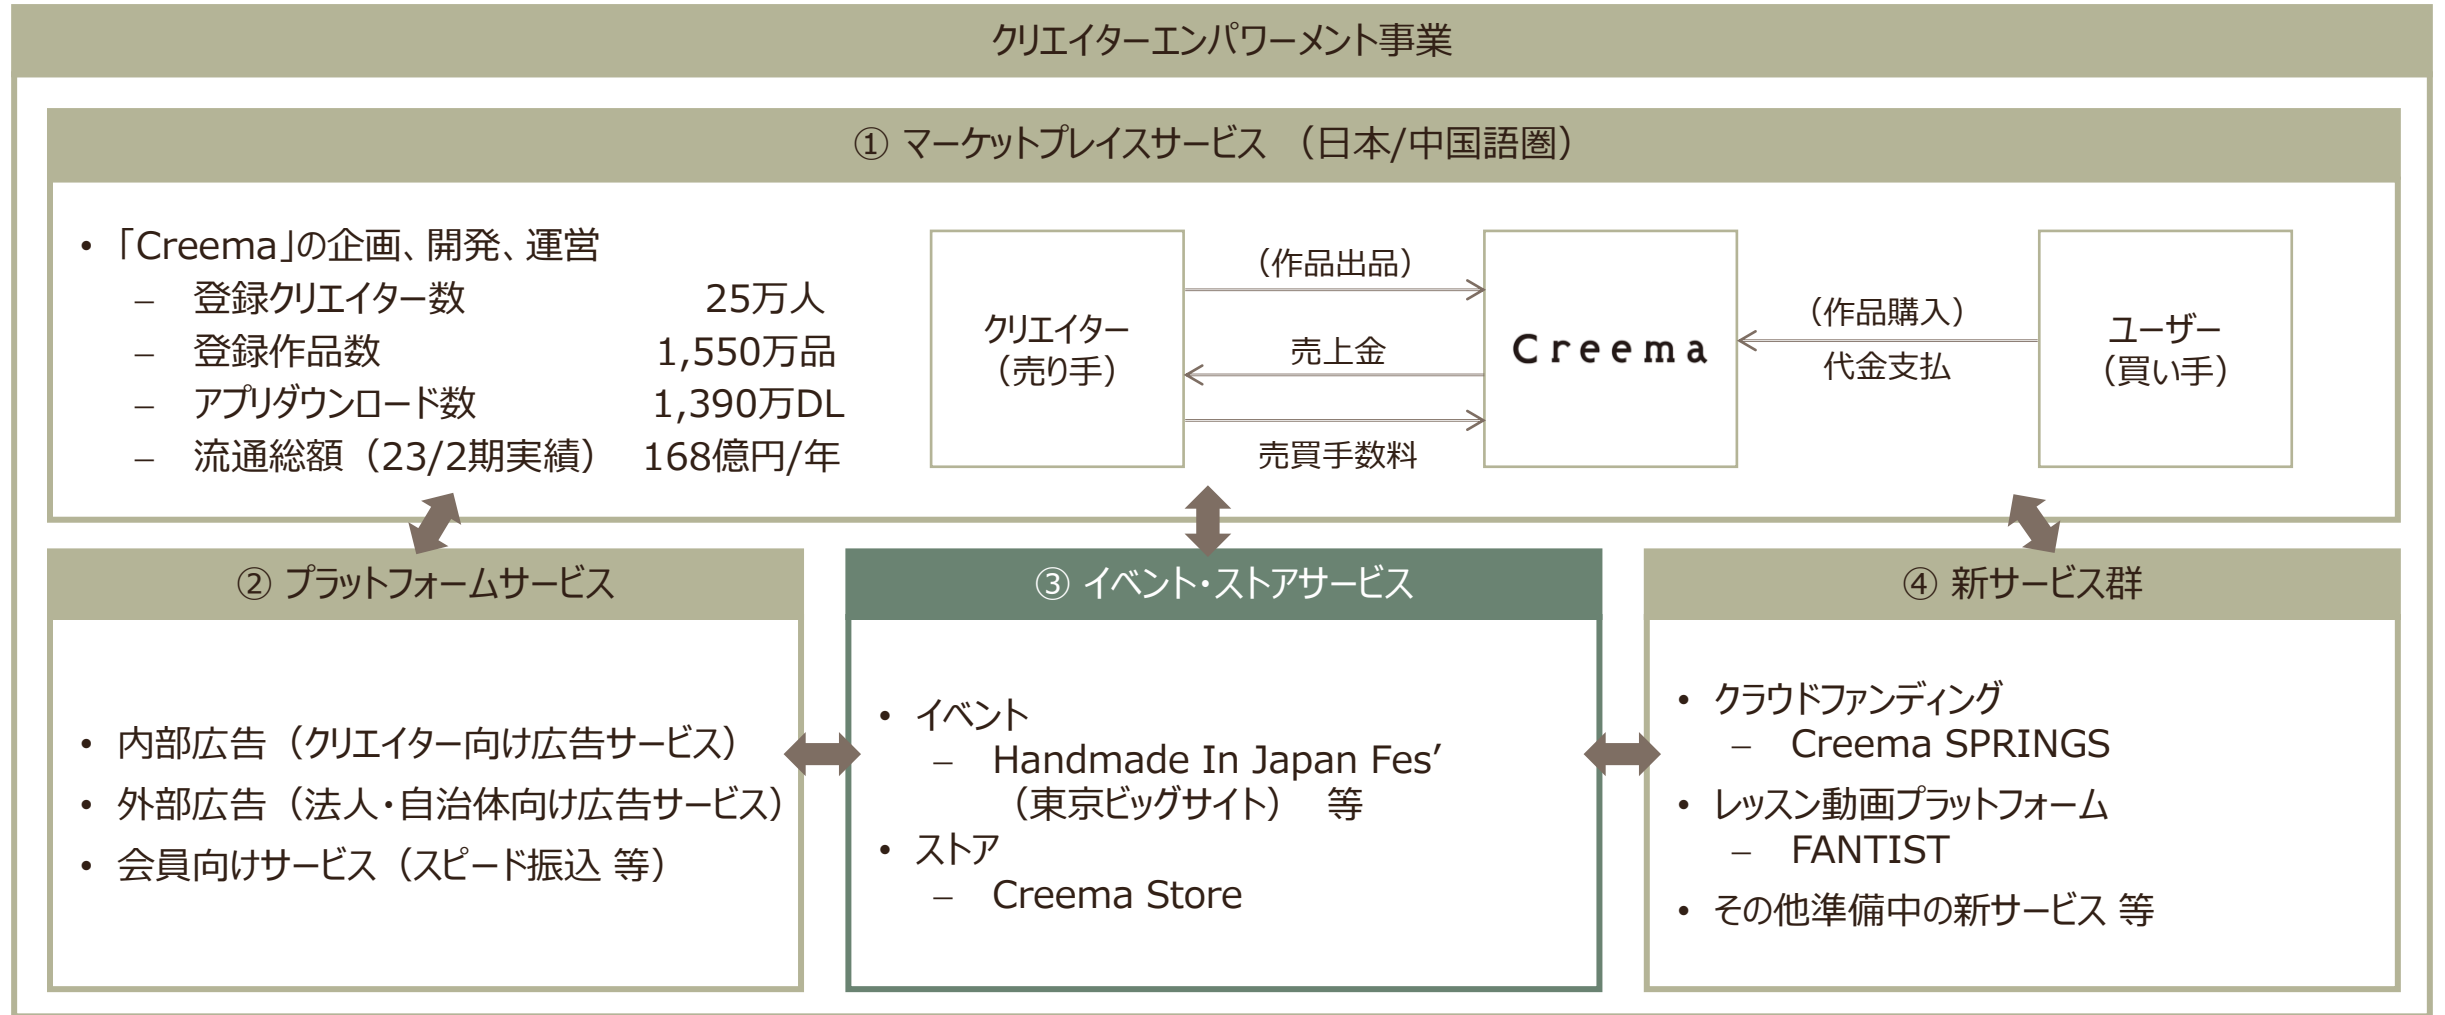 クリエイターエンパワーメント事業
① マーケットプレイスサービス （日本/中国語圏）
• 「Creema」の企画、開発、運営
– 登録クリエイター数 25万人
– 登録作品数 1,550万品
– アプリダウンロード数 1,390万DL
– 流通総額（23/2期実績） 168億円/年
クリエイター
（売り手）
（作品出品）
売上金
売買手数料
Creema
（作品購入）
代金支払
ユーザー
（買い手）
② プラットフォームサービス
• 内部広告（クリエイター向け広告サービス）
• 外部広告（法人・自治体向け広告サービス）
• 会員向けサービス（スピード振込 等）
③ イベント・ストアサービス
• イベント
– Handmade In Japan Fes’
（東京ビッグサイト） 等
• ストア
– Creema Store
④ 新サービス群
• クラウドファンディング
– Creema SPRINGS
• レッスン動画プラットフォーム
– FANTIST
• その他準備中の新サービス 等